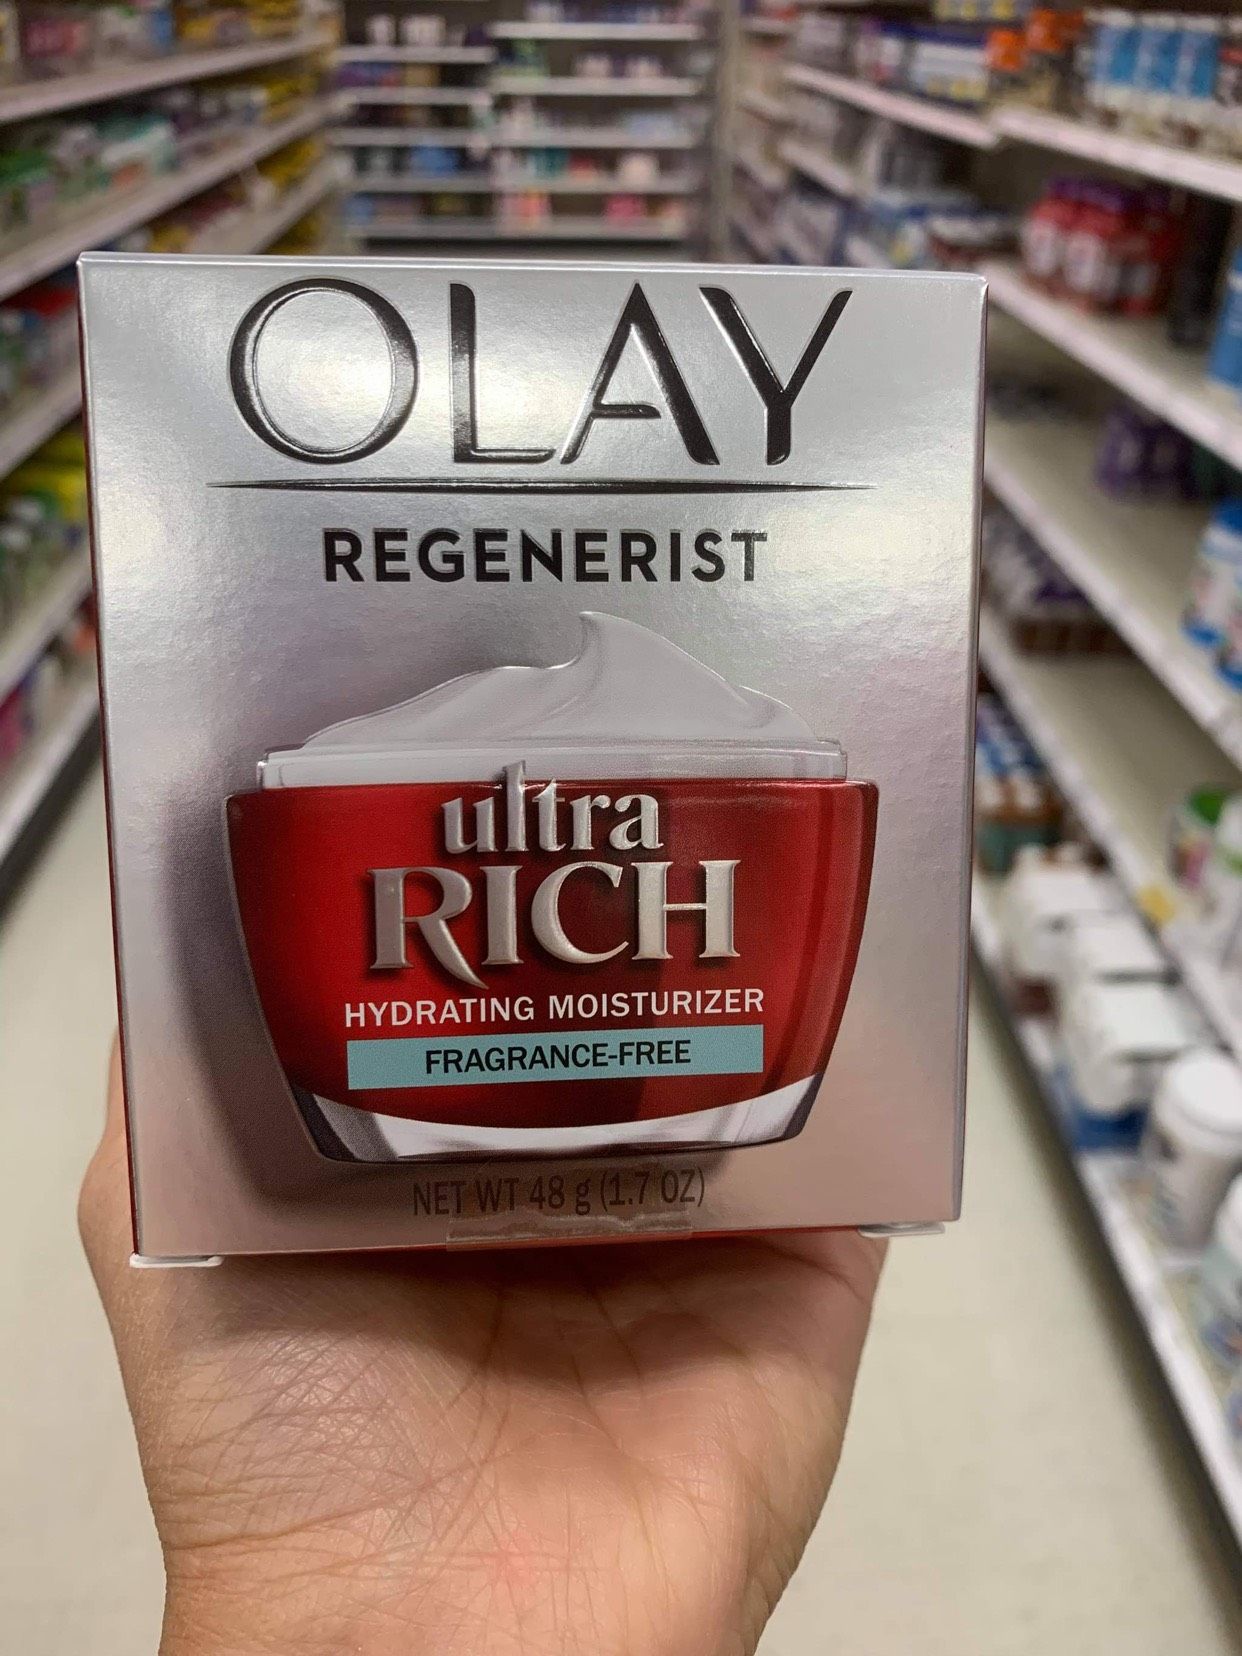 OLAY
REGENERIST
ultra
RICH
HYDRATING MOISTURIZER
FRAGRANCE-FREE
NET WT 48 g (1.7 OZ)